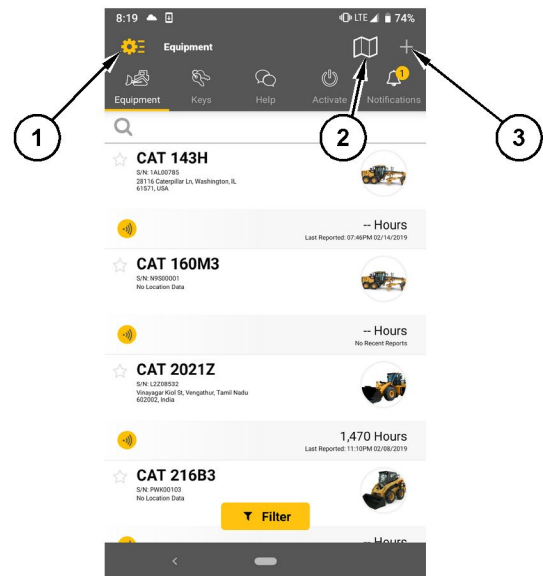 8:19 LTE 74%
Equipment
Equipment Keys Help Activate Notifications
1
1 2 3
CAT 143H
S/N: 1AL00785
28116 Caterpillar Ln, Washington, IL
61571, USA
-- Hours
Last Reported: 07:46PM 02/14/2019
CAT 160M3
S/N: N9S00001
No Location Data
-- Hours
No Recent Reports
CAT 2021Z
S/N: L2Z08532
Vinayagar Kiol St, Vengathur, Tamil Nadu
602002, India
1,470 Hours
Last Reported: 11:10PM 02/08/2019
CAT 216B3
S/N: PWK00103
No Location Data
Filter
-- Hours